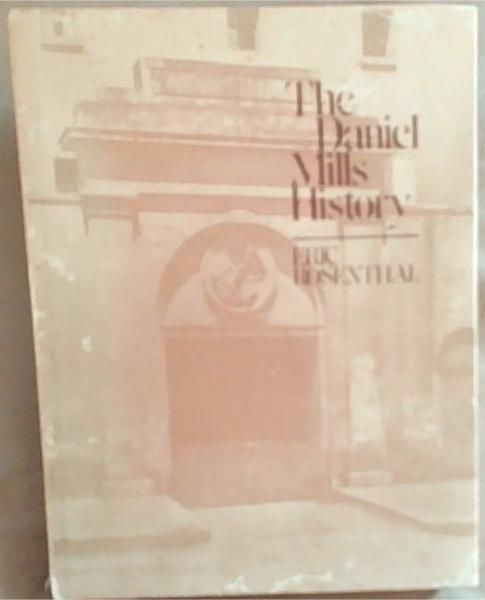 The
Daniel
Mills
History
ERIC
ROSENTHAL